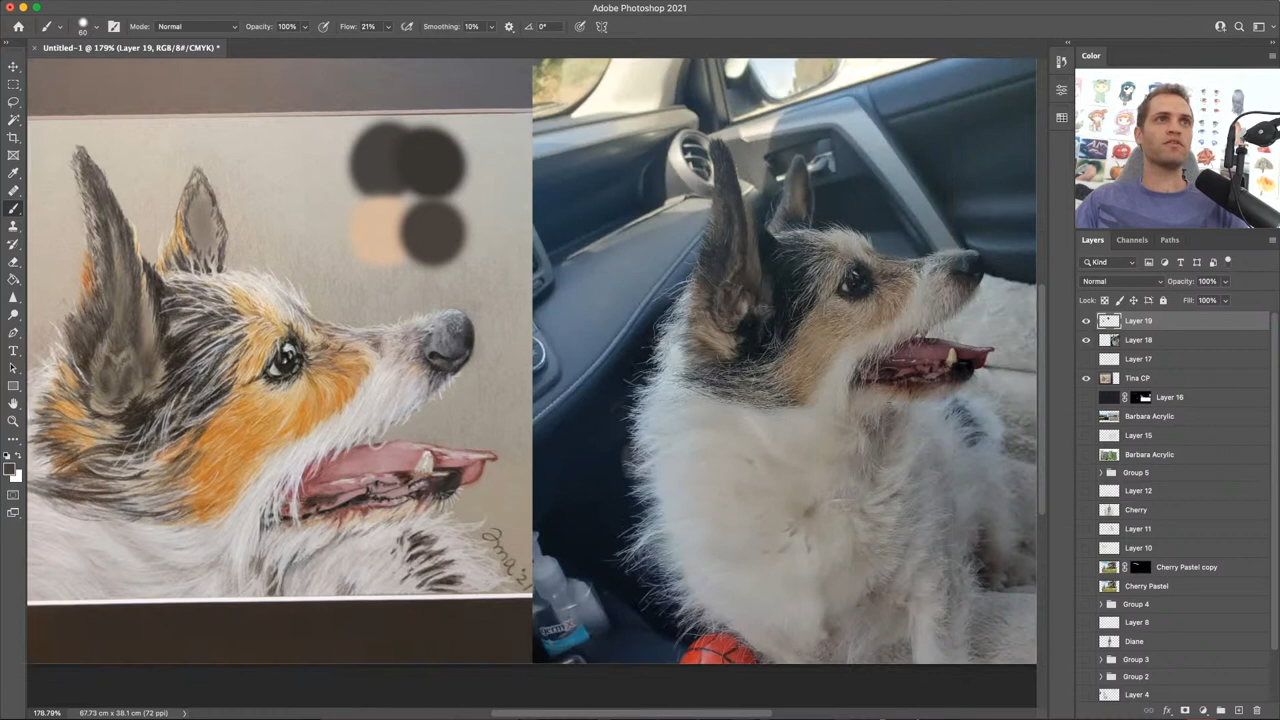 Adobe Photoshop 2021
60
Mode: Normal
Opacity: 100%
Flow: 21%
Smoothing: 10%
0°
Untitled-1 @ 179% (Layer 19, RGB/8#/CMYK) *
Color
Layers
Channels
Paths
Kind
Normal
Opacity: 100%
Lock:
Fill: 100%
Layer 19
Layer 18
Layer 17
Tina CP
Layer 16
Barbara Acrylic
Layer 15
Barbara Acrylic
Group 5
Layer 12
Cherry
Layer 11
Layer 10
Cherry Pastel copy
Cherry Pastel
Group 4
Layer 8
Diane
Group 3
Group 2
Layer 4
178.79%
67.73 cm x 38.1 cm (72 ppi)